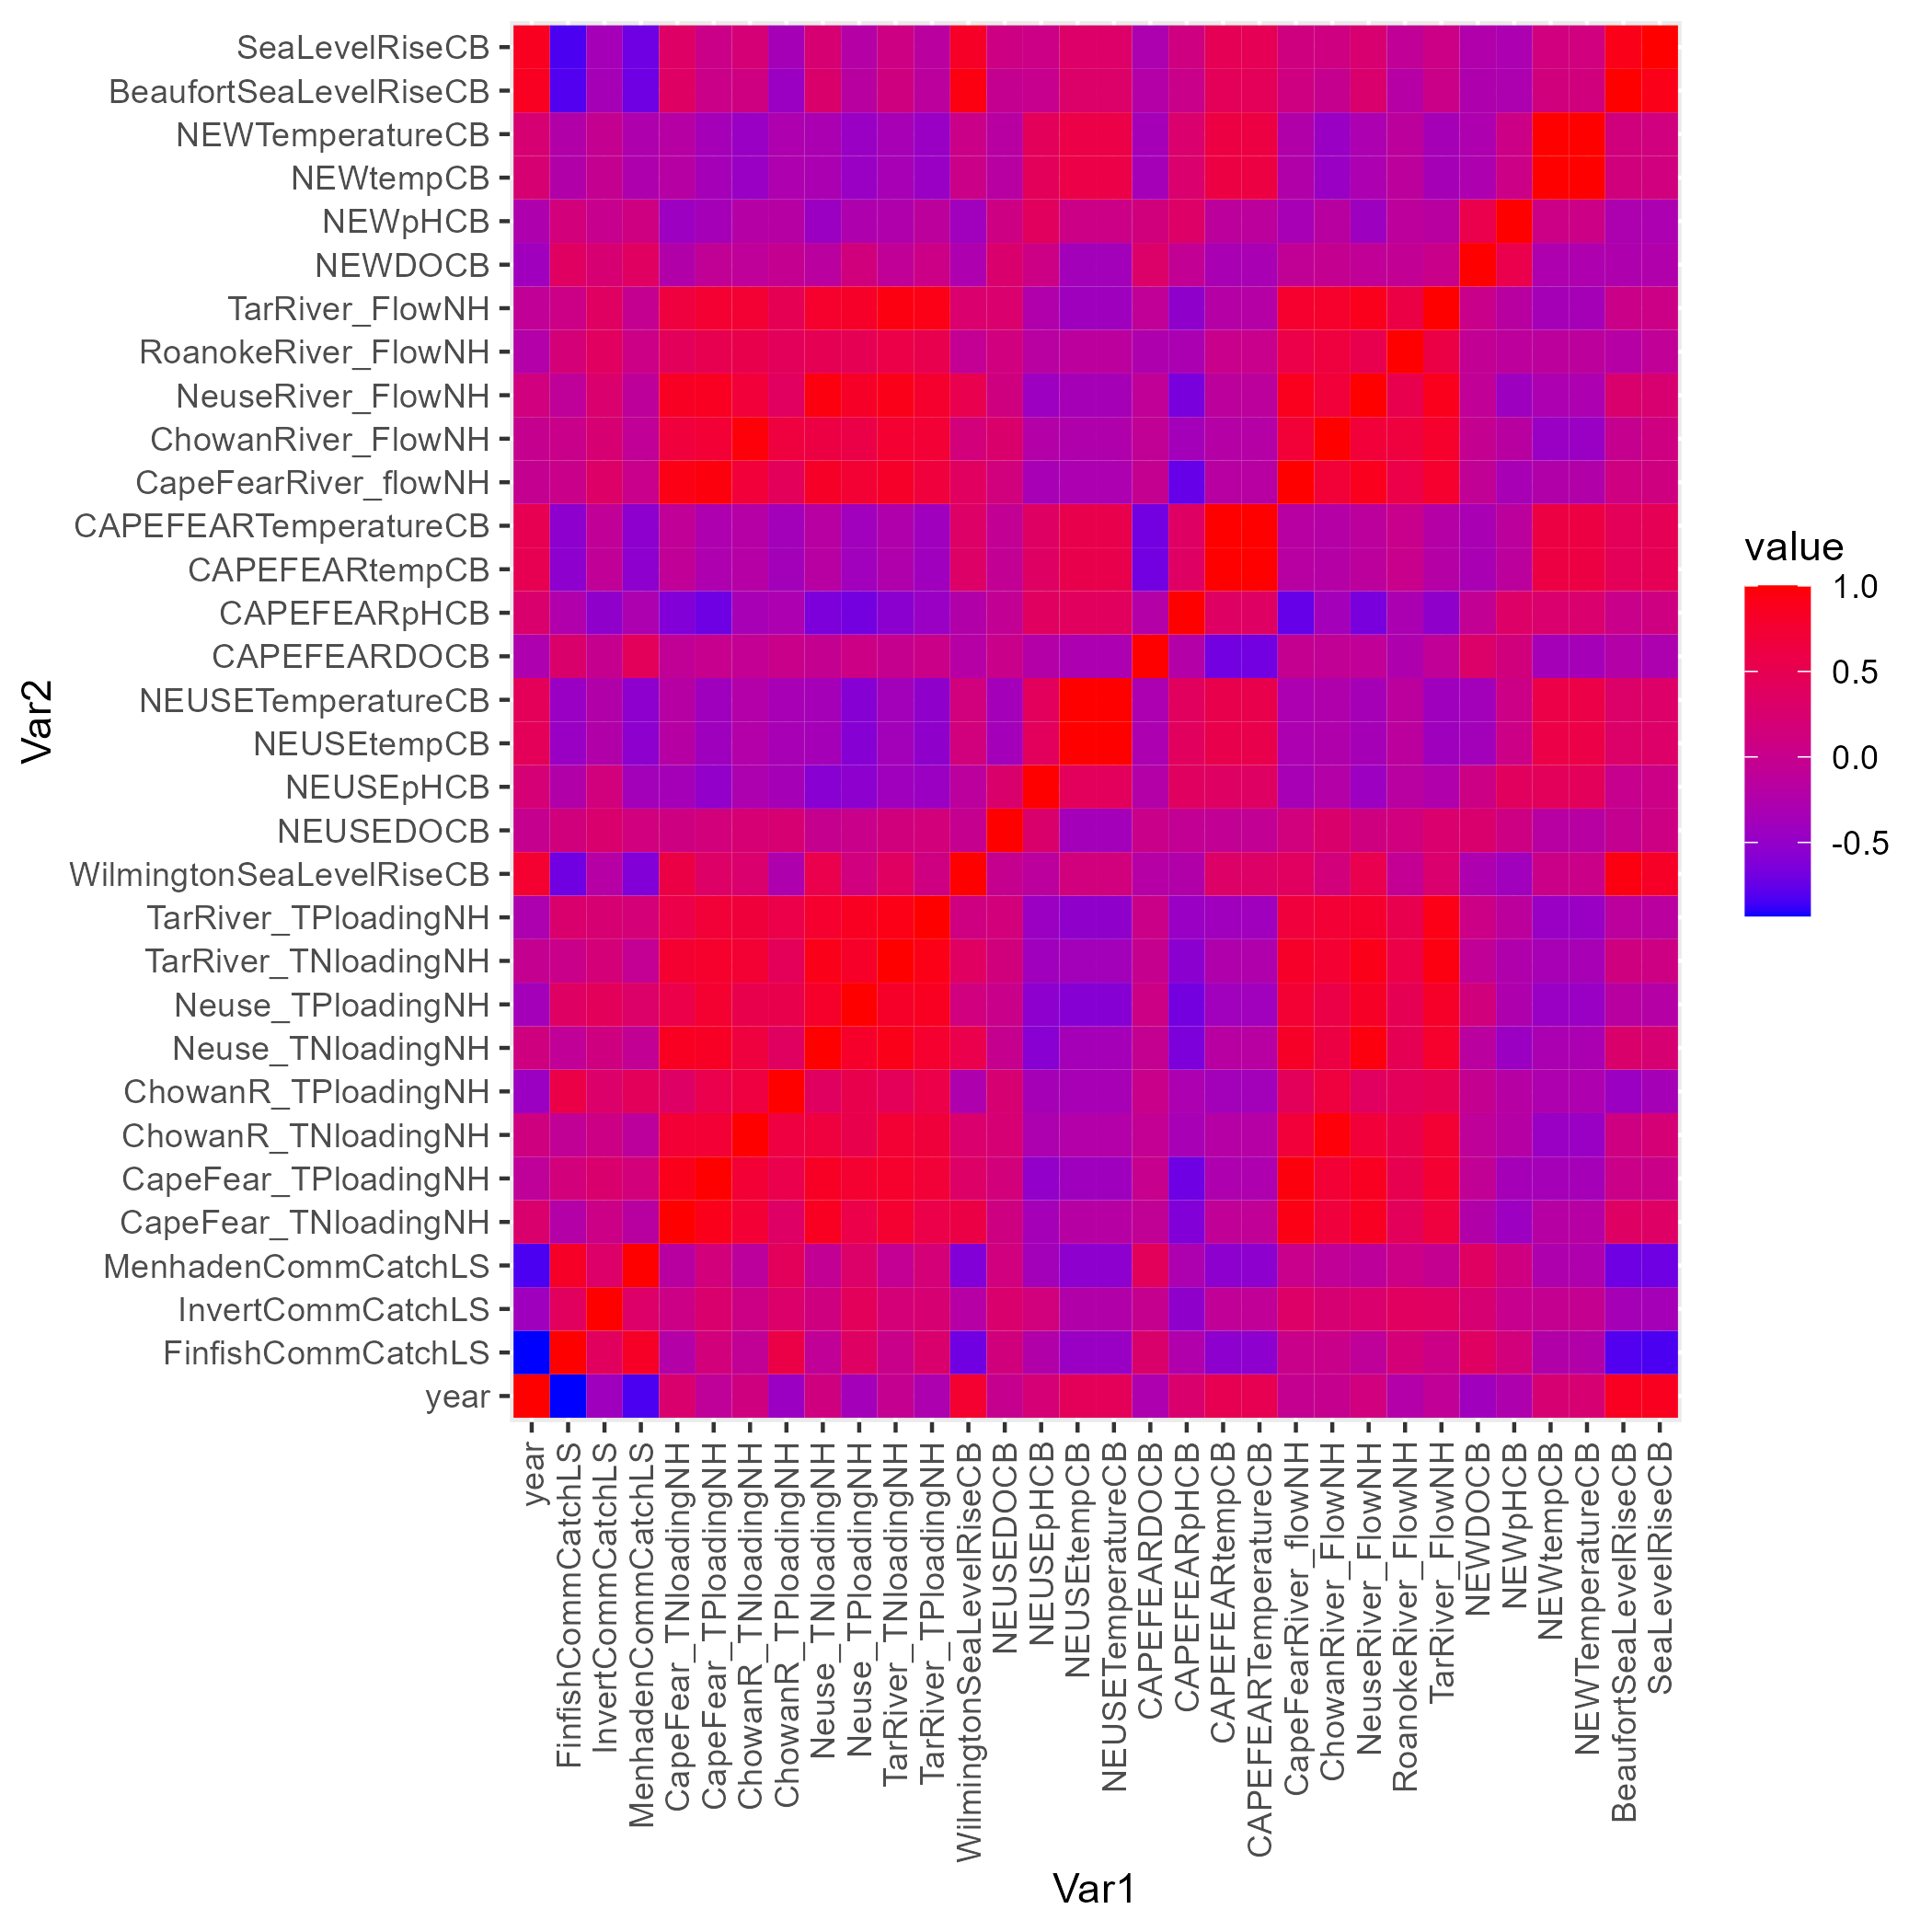 SeaLevelRiseCB
BeaufortSeaLevelRiseCB
NEWTemperatureCB
NEWtempCB
NEWpHCB
NEWDOCB
TarRiver_FlowNH
RoanokeRiver_FlowNH
NeuseRiver_FlowNH
ChowanRiver_FlowNH
CapeFearRiver_flowNH
CAPEFEARTemperatureCB
CAPEFEARtempCB
CAPEFEARpHCB
CAPEFEARDOCB
NEUSETemperatureCB
NEUSEtempCB
NEUSEpHCB
NEUSEDOCB
WilmingtonSeaLevelRiseCB
TarRiver_TPloadingNH
TarRiver_TNloadingNH
Neuse_TPloadingNH
Neuse_TNloadingNH
ChowanR_TPloadingNH
ChowanR_TNloadingNH
CapeFear_TPloadingNH
CapeFear_TNloadingNH
MenhadenCommCatchLS
InvertCommCatchLS
FinfishCommCatchLS
year
Var2
year
FinfishCommCatchLS
InvertCommCatchLS
MenhadenCommCatchLS
CapeFear_TNloadingNH
CapeFear_TPloadingNH
ChowanR_TNloadingNH
ChowanR_TPloadingNH
Neuse_TNloadingNH
Neuse_TPloadingNH
TarRiver_TNloadingNH
TarRiver_TPloadingNH
WilmingtonSeaLevelRiseCB
NEUSEDOCB
NEUSEpHCB
NEUSEtempCB
NEUSETemperatureCB
CAPEFEARDOCB
CAPEFEARpHCB
CAPEFEARtempCB
CAPEFEARTemperatureCB
CapeFearRiver_flowNH
ChowanRiver_FlowNH
NeuseRiver_FlowNH
RoanokeRiver_FlowNH
TarRiver_FlowNH
NEWDOCB
NEWpHCB
NEWtempCB
NEWTemperatureCB
BeaufortSeaLevelRiseCB
SeaLevelRiseCB
Var1
value
1.0
0.5
0.0
-0.5